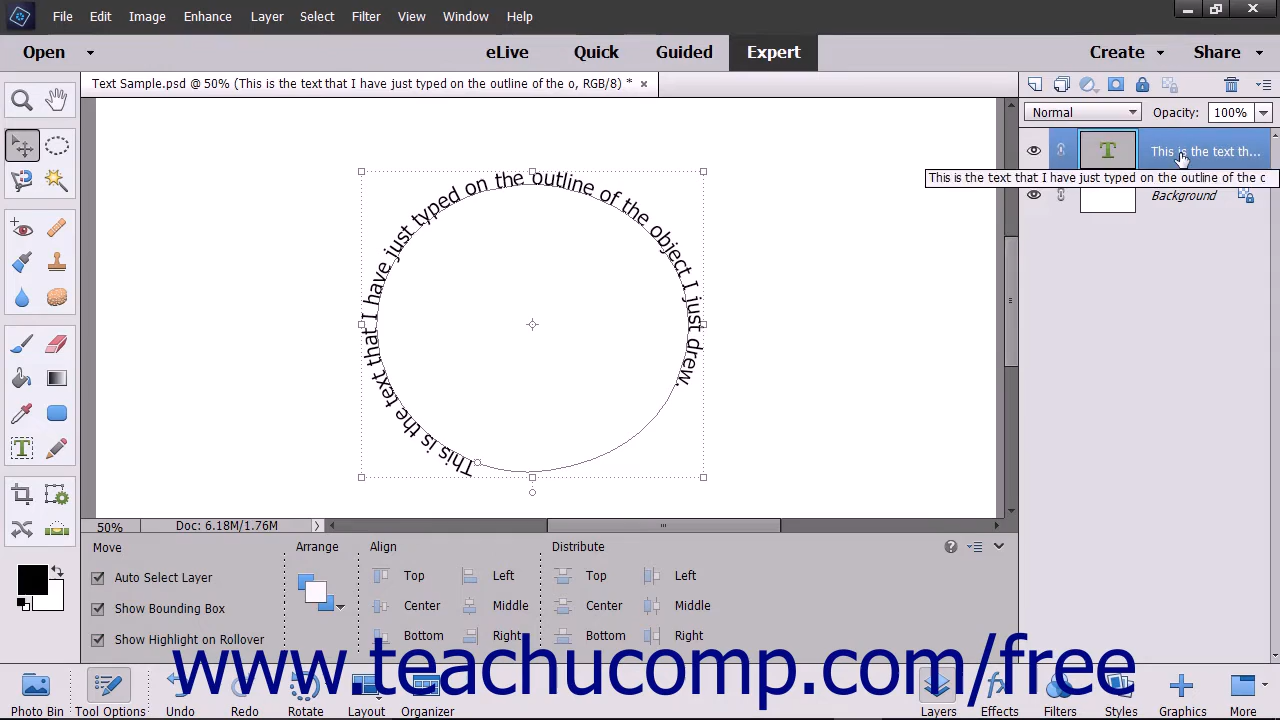 File Edit Image Enhance Layer Select Filter View Window Help
Open eLive Quick Guided Expert Create Share
Text Sample.psd @ 50% (This is the text that I have just typed on the outline of the o, RGB/8) * ×
Normal Opacity: 100%
T This is the text th...
This is the text that I have just typed on the outline of the o
Background
This is the text that I have just typed on the outline of the object I just drew.
50% Doc: 6.18M/1.76M
Move Arrange Align Distribute
Auto Select Layer Top Left Top Left
Show Bounding Box Center Middle Center Middle
Show Highlight on Rollover Bottom Right Bottom Right
www.teachucomp.com/free
Photo Bin Tool Options Undo Redo Rotate Layout Organizer Layers Effects Filters Styles Graphics More